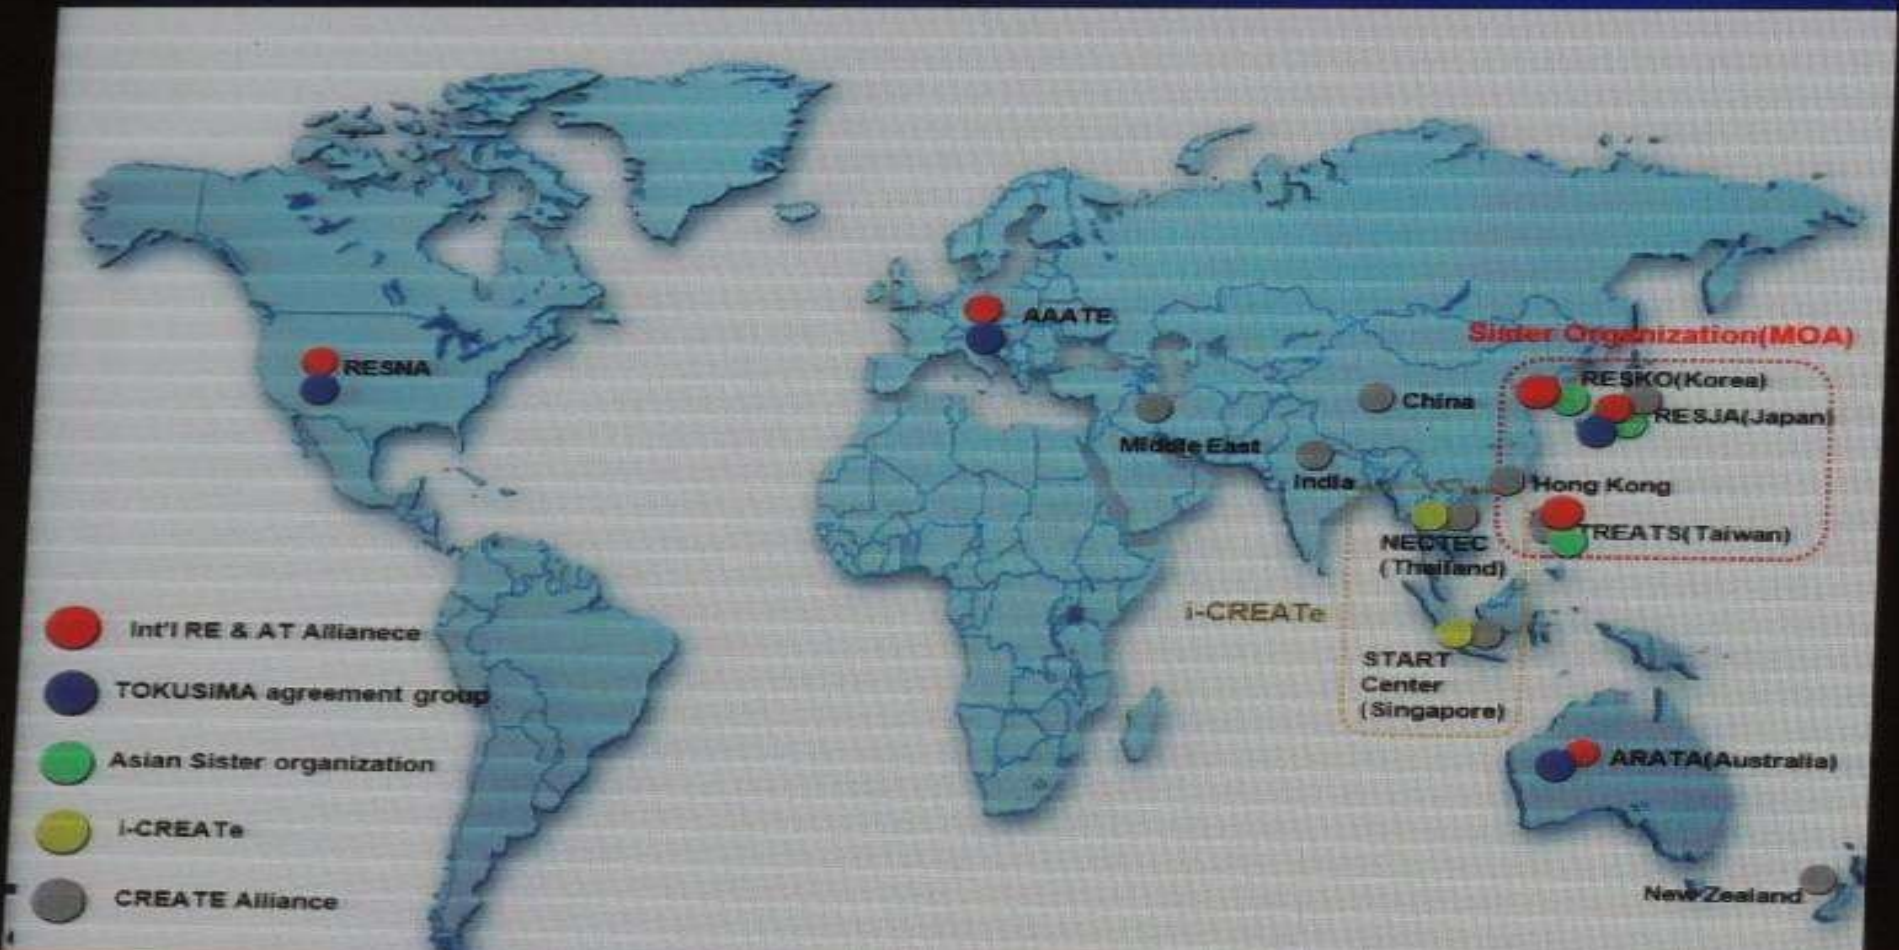 RESNA
AAATE
Sister Organization(MOA)
RESKO(Korea)
RESJA(Japan)
China
Middle East
India
Hong Kong
TREATS(Taiwan)
NECTEC
(Thailand)
i-CREATe
START
Center
(Singapore)
ARATA(Australia)
New Zealand
Int'l RE & AT Allianece
TOKUSiMA agreement group
Asian Sister organization
i-CREATe
CREATE Alliance